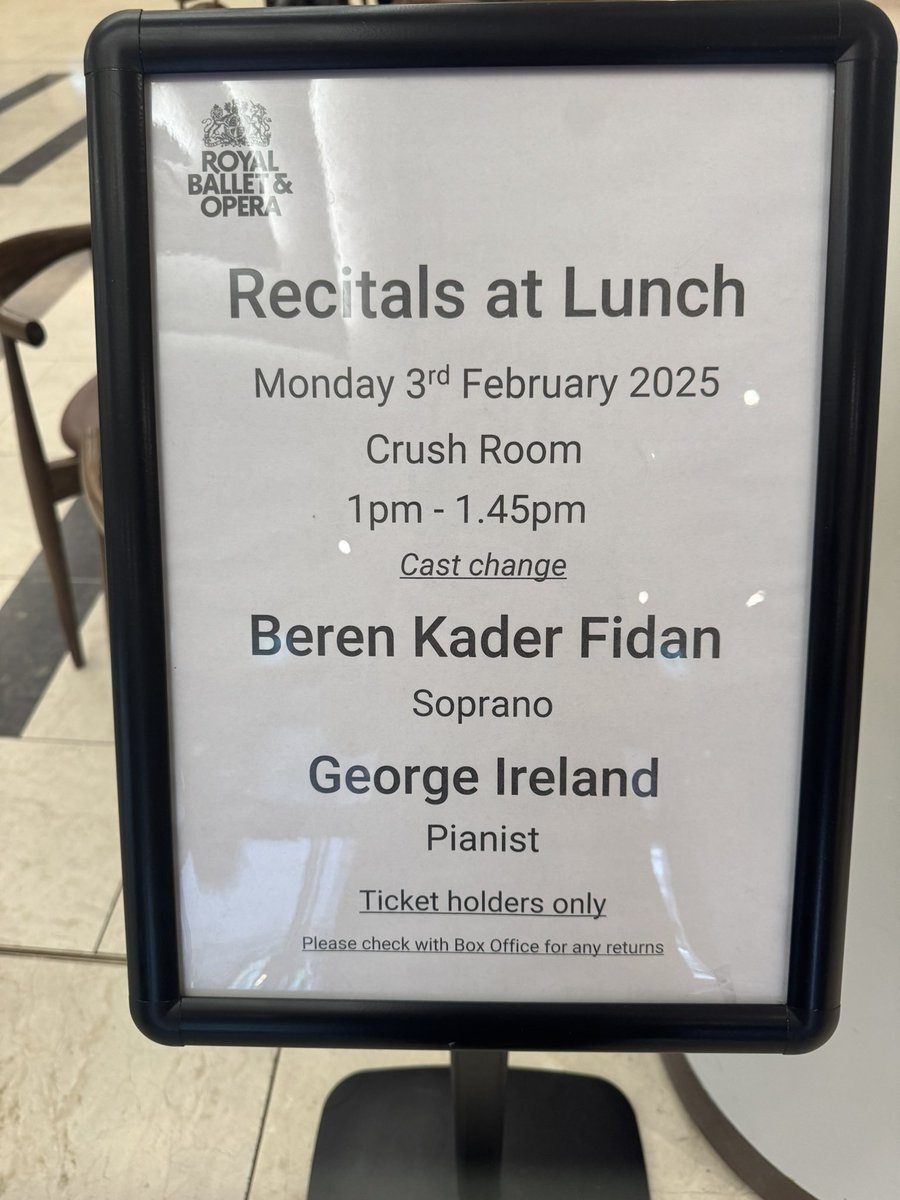 ROYAL
BALLET &
OPERA
Recitals at Lunch
Monday 3rd February 2025
Crush Room
1pm - 1.45pm
Cast change
Beren Kader Fidan
Soprano
George Ireland
Pianist
Ticket holders only
Please check with Box Office for any returns